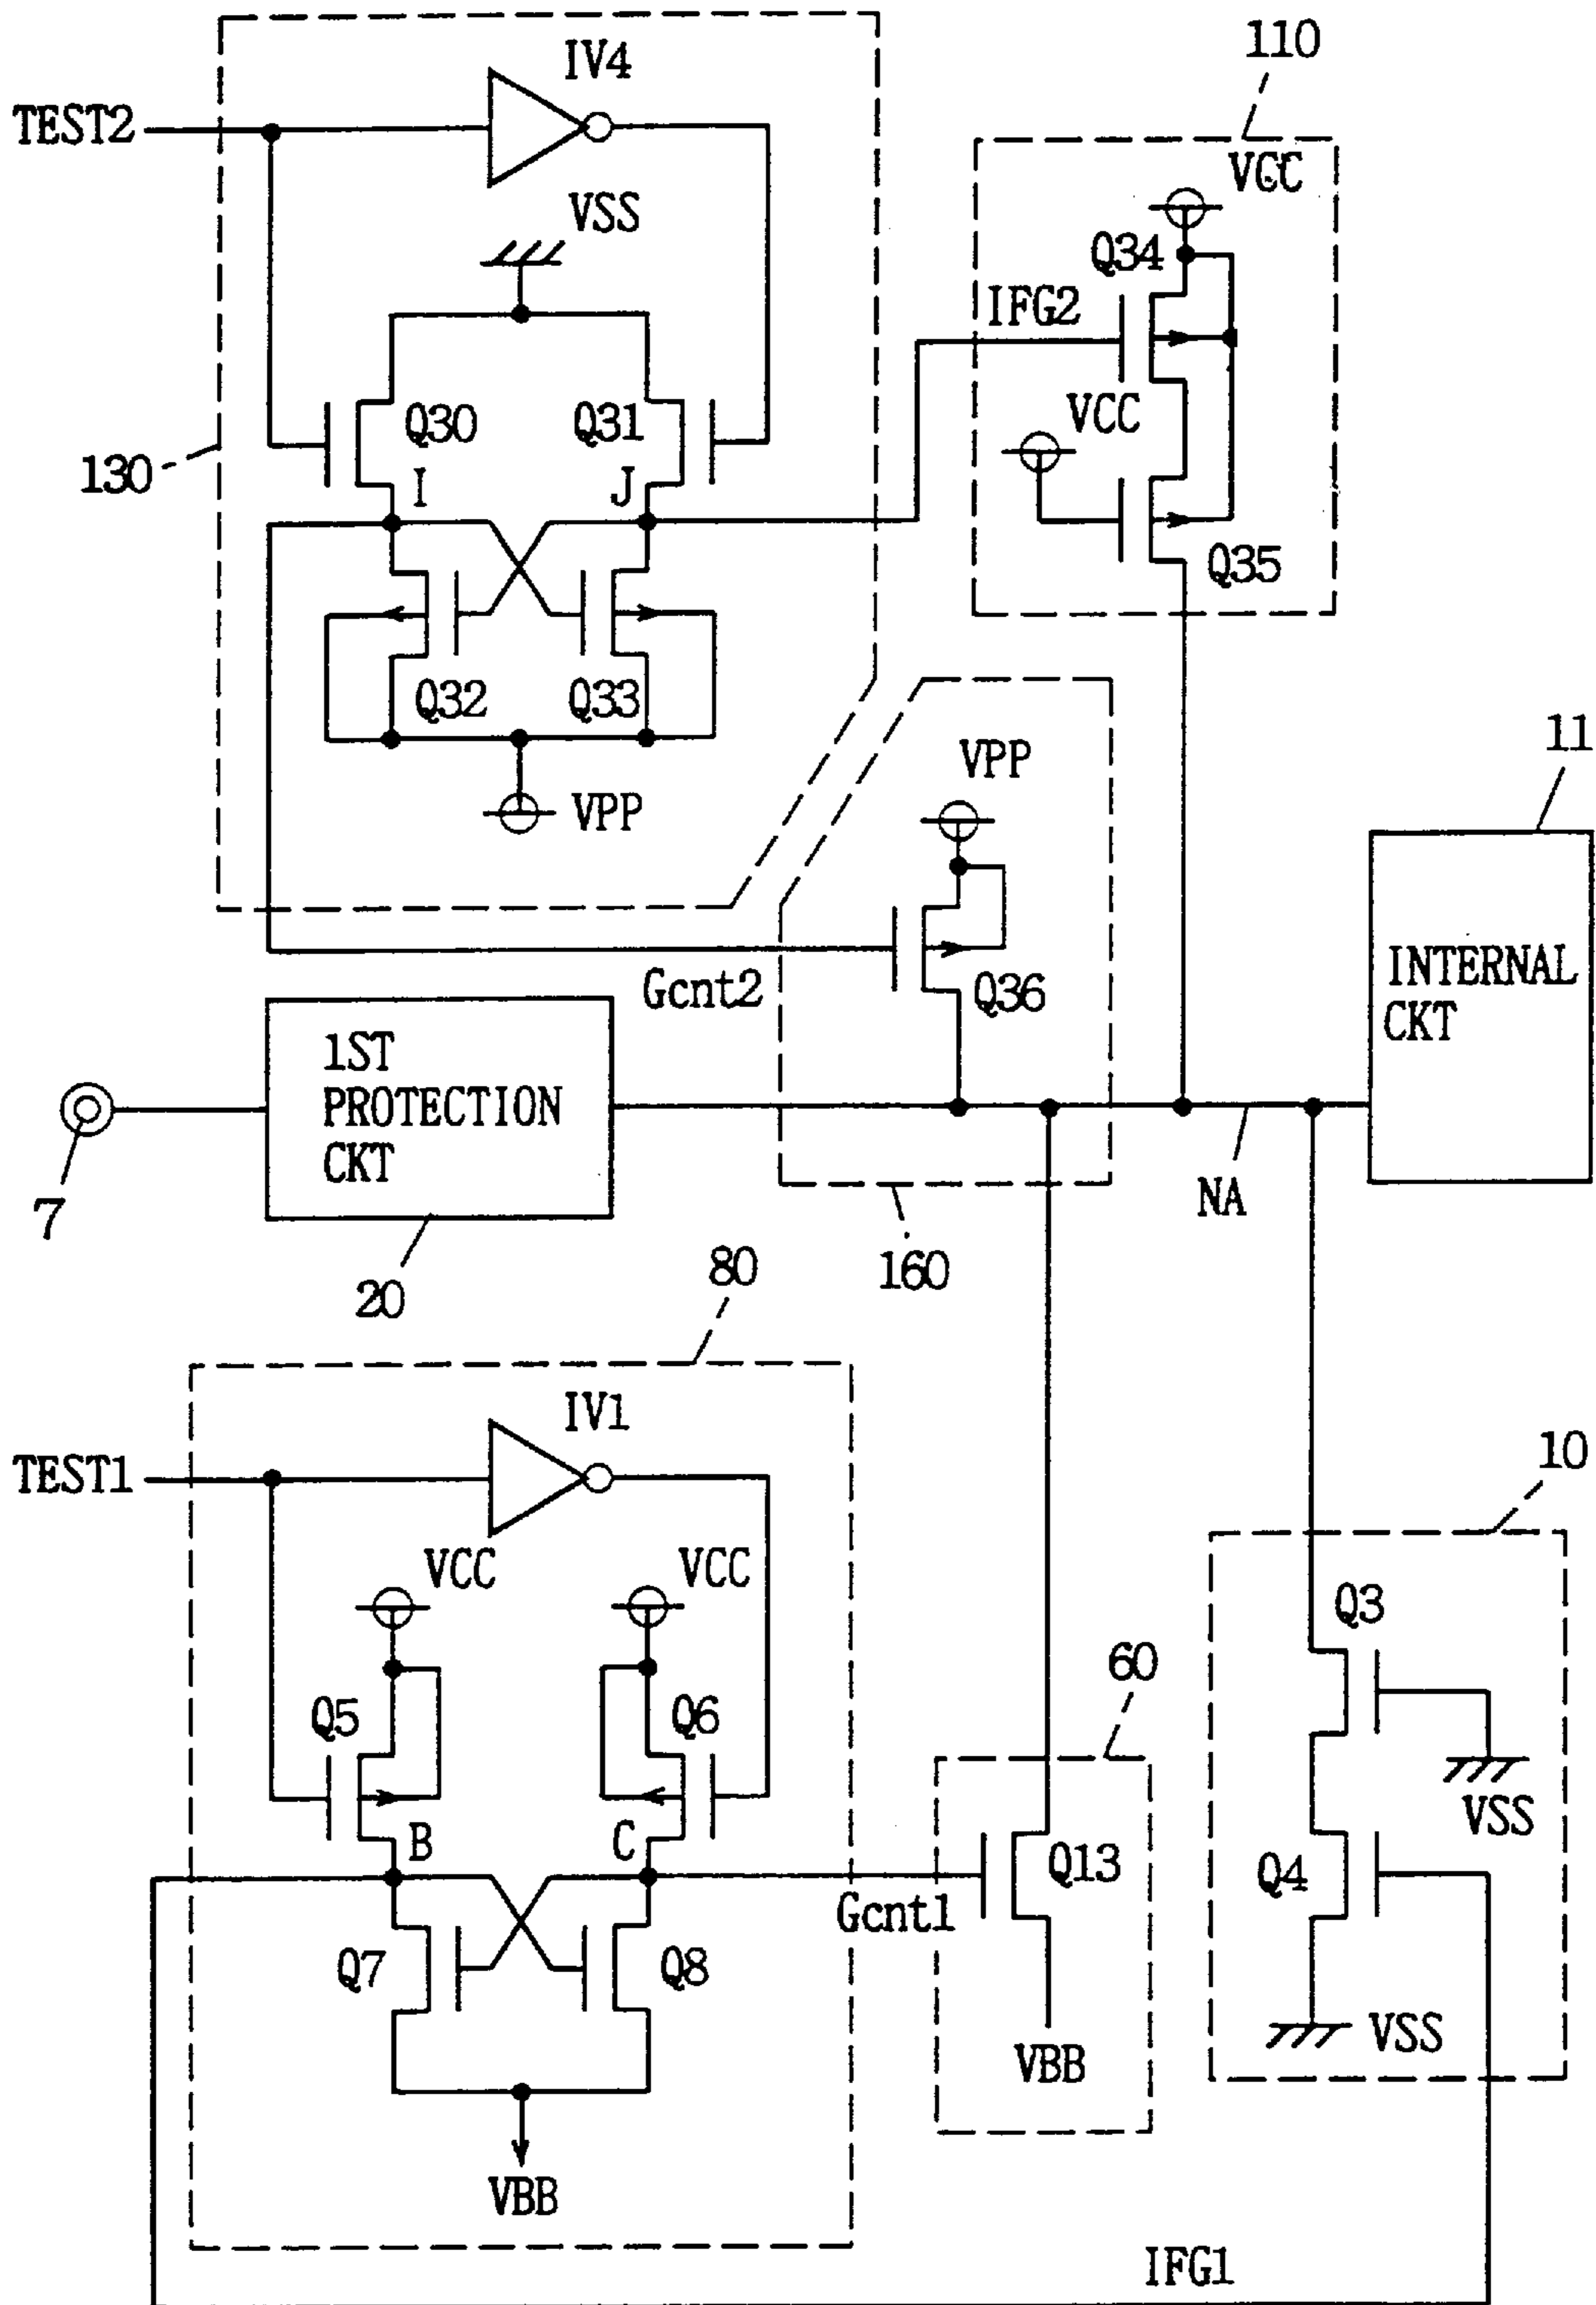 110
IV4
TEST2
VSS
VCC
Q34
IFG2
VCC
Q30
Q31
130
I
J
Q35
Q32
Q33
VPP
VPP
11
Gcnt2
Q36
INTERNAL
CKT
1ST
PROTECTION
CKT
7
20
NA
160
80
IV1
TEST1
10
VCC
VCC
Q3
60
Q5
Q6
VSS
B
C
Q13
Q4
Gcnt1
Q7
Q8
VSS
VBB
VBB
IFG1